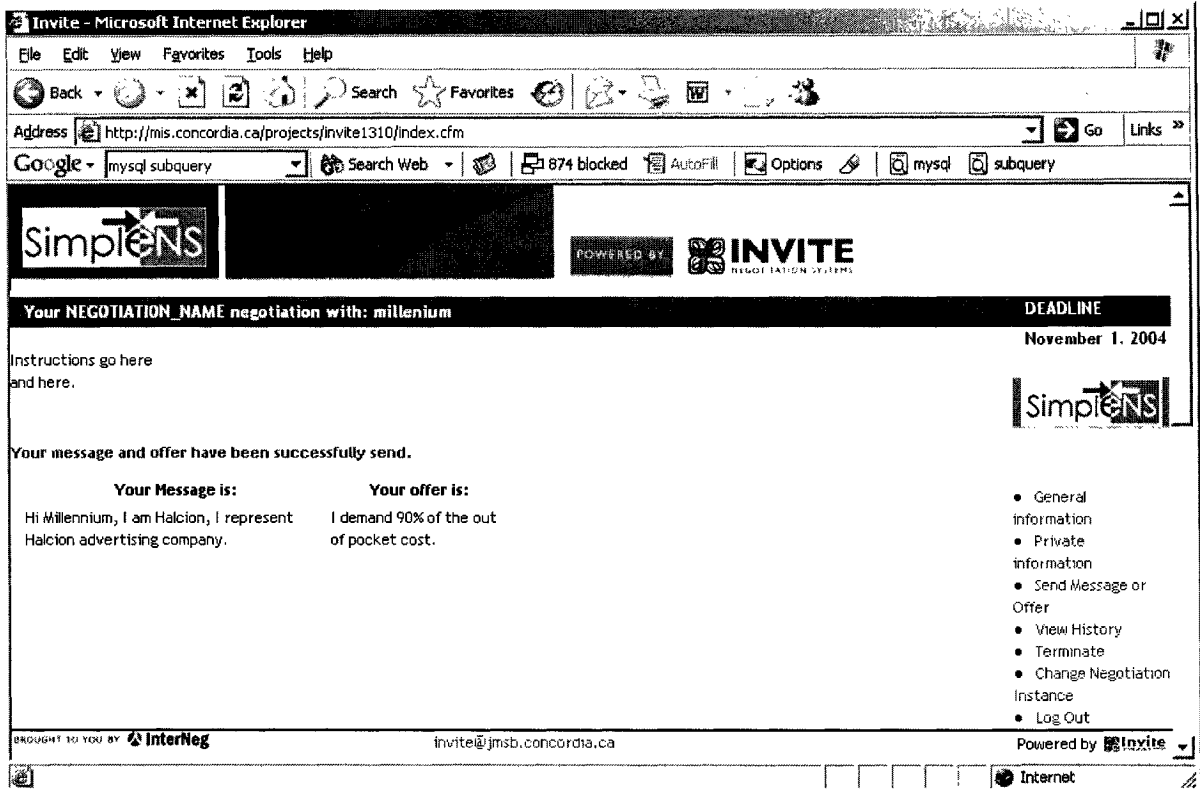 Invite - Microsoft Internet Explorer
File Edit View Favorites Tools Help
Back Search Favorites
Address http://mis.concordia.ca/projects/invite1310/index.cfm Go Links »
Google mysql subquery Search Web 874 blocked AutoFill Options mysql subquery
SimpleNS
POWERED BY INVITE
NEGOTIATION SYSTEMS
Your NEGOTIATION_NAME negotiation with: millenium DEADLINE
November 1, 2004
Instructions go here
and here.
SimpleNS
Your message and offer have been successfully send.
Your Message is: Your offer is:
Hi Millennium, I am Halcion, I represent I demand 90% of the out
Halcion advertising company. of pocket cost.
• General
information
• Private
information
• Send Message or
Offer
• View History
• Terminate
• Change Negotiation
Instance
• Log Out
BROUGHT TO YOU BY InterNeg invite@jmsb.concordia.ca Powered by Invite
Internet